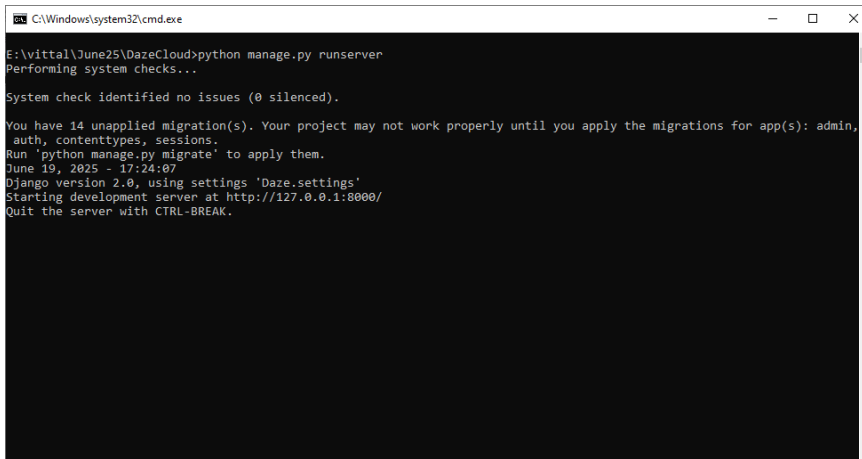 C:\Windows\system32\cmd.exe
E:\vittal\June25\DazeCloud>python manage.py runserver
Performing system checks...
System check identified no issues (0 silenced).
You have 14 unapplied migration(s). Your project may not work properly until you apply the migrations for app(s): admin,
 auth, contenttypes, sessions.
Run 'python manage.py migrate' to apply them.
June 19, 2025 - 17:24:07
Django version 2.0, using settings 'Daze.settings'
Starting development server at http://127.0.0.1:8000/
Quit the server with CTRL-BREAK.